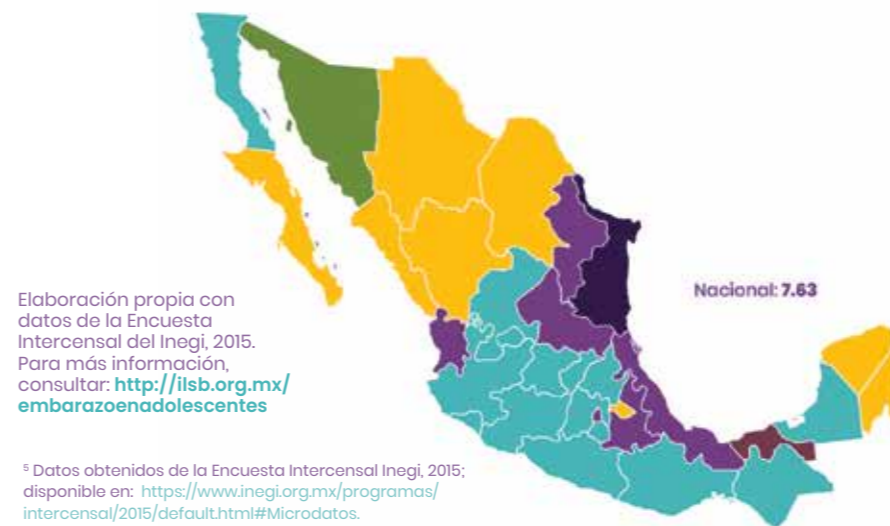 Nacional: 7.63
Elaboración propia con
datos de la Encuesta
Intercensal del Inegi, 2015.
Para más información,
consultar: http://ilsb.org.mx/
embarazoenadolescentes
⁵ Datos obtenidos de la Encuesta Intercensal Inegi, 2015;
disponible en: https://www.inegi.org.mx/programas/
intercensal/2015/default.html#Microdatos.